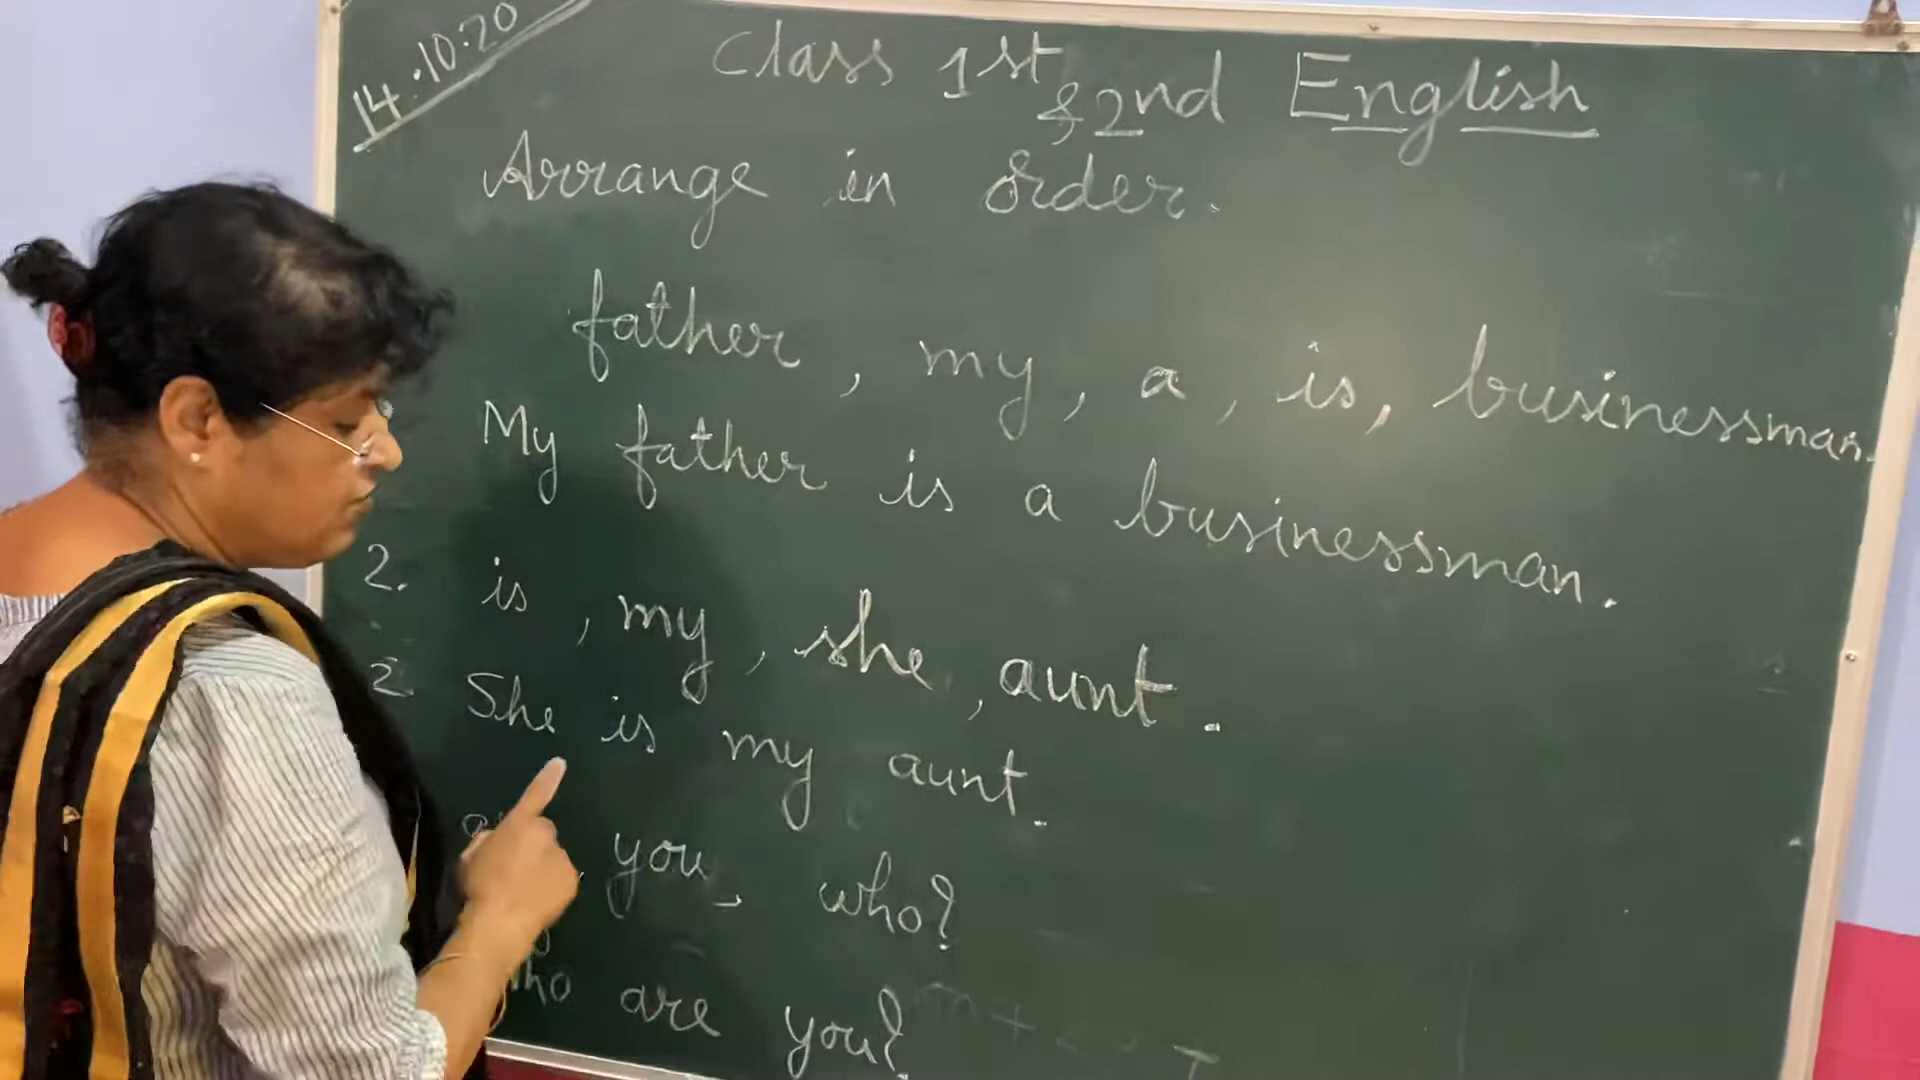 14.10.20
Class 1st & 2nd English
Arrange in order.
father, my, a, is, businessman.
My father is a businessman.
2. is, my, she, aunt.
2. She is my aunt.
you, who?
are you?